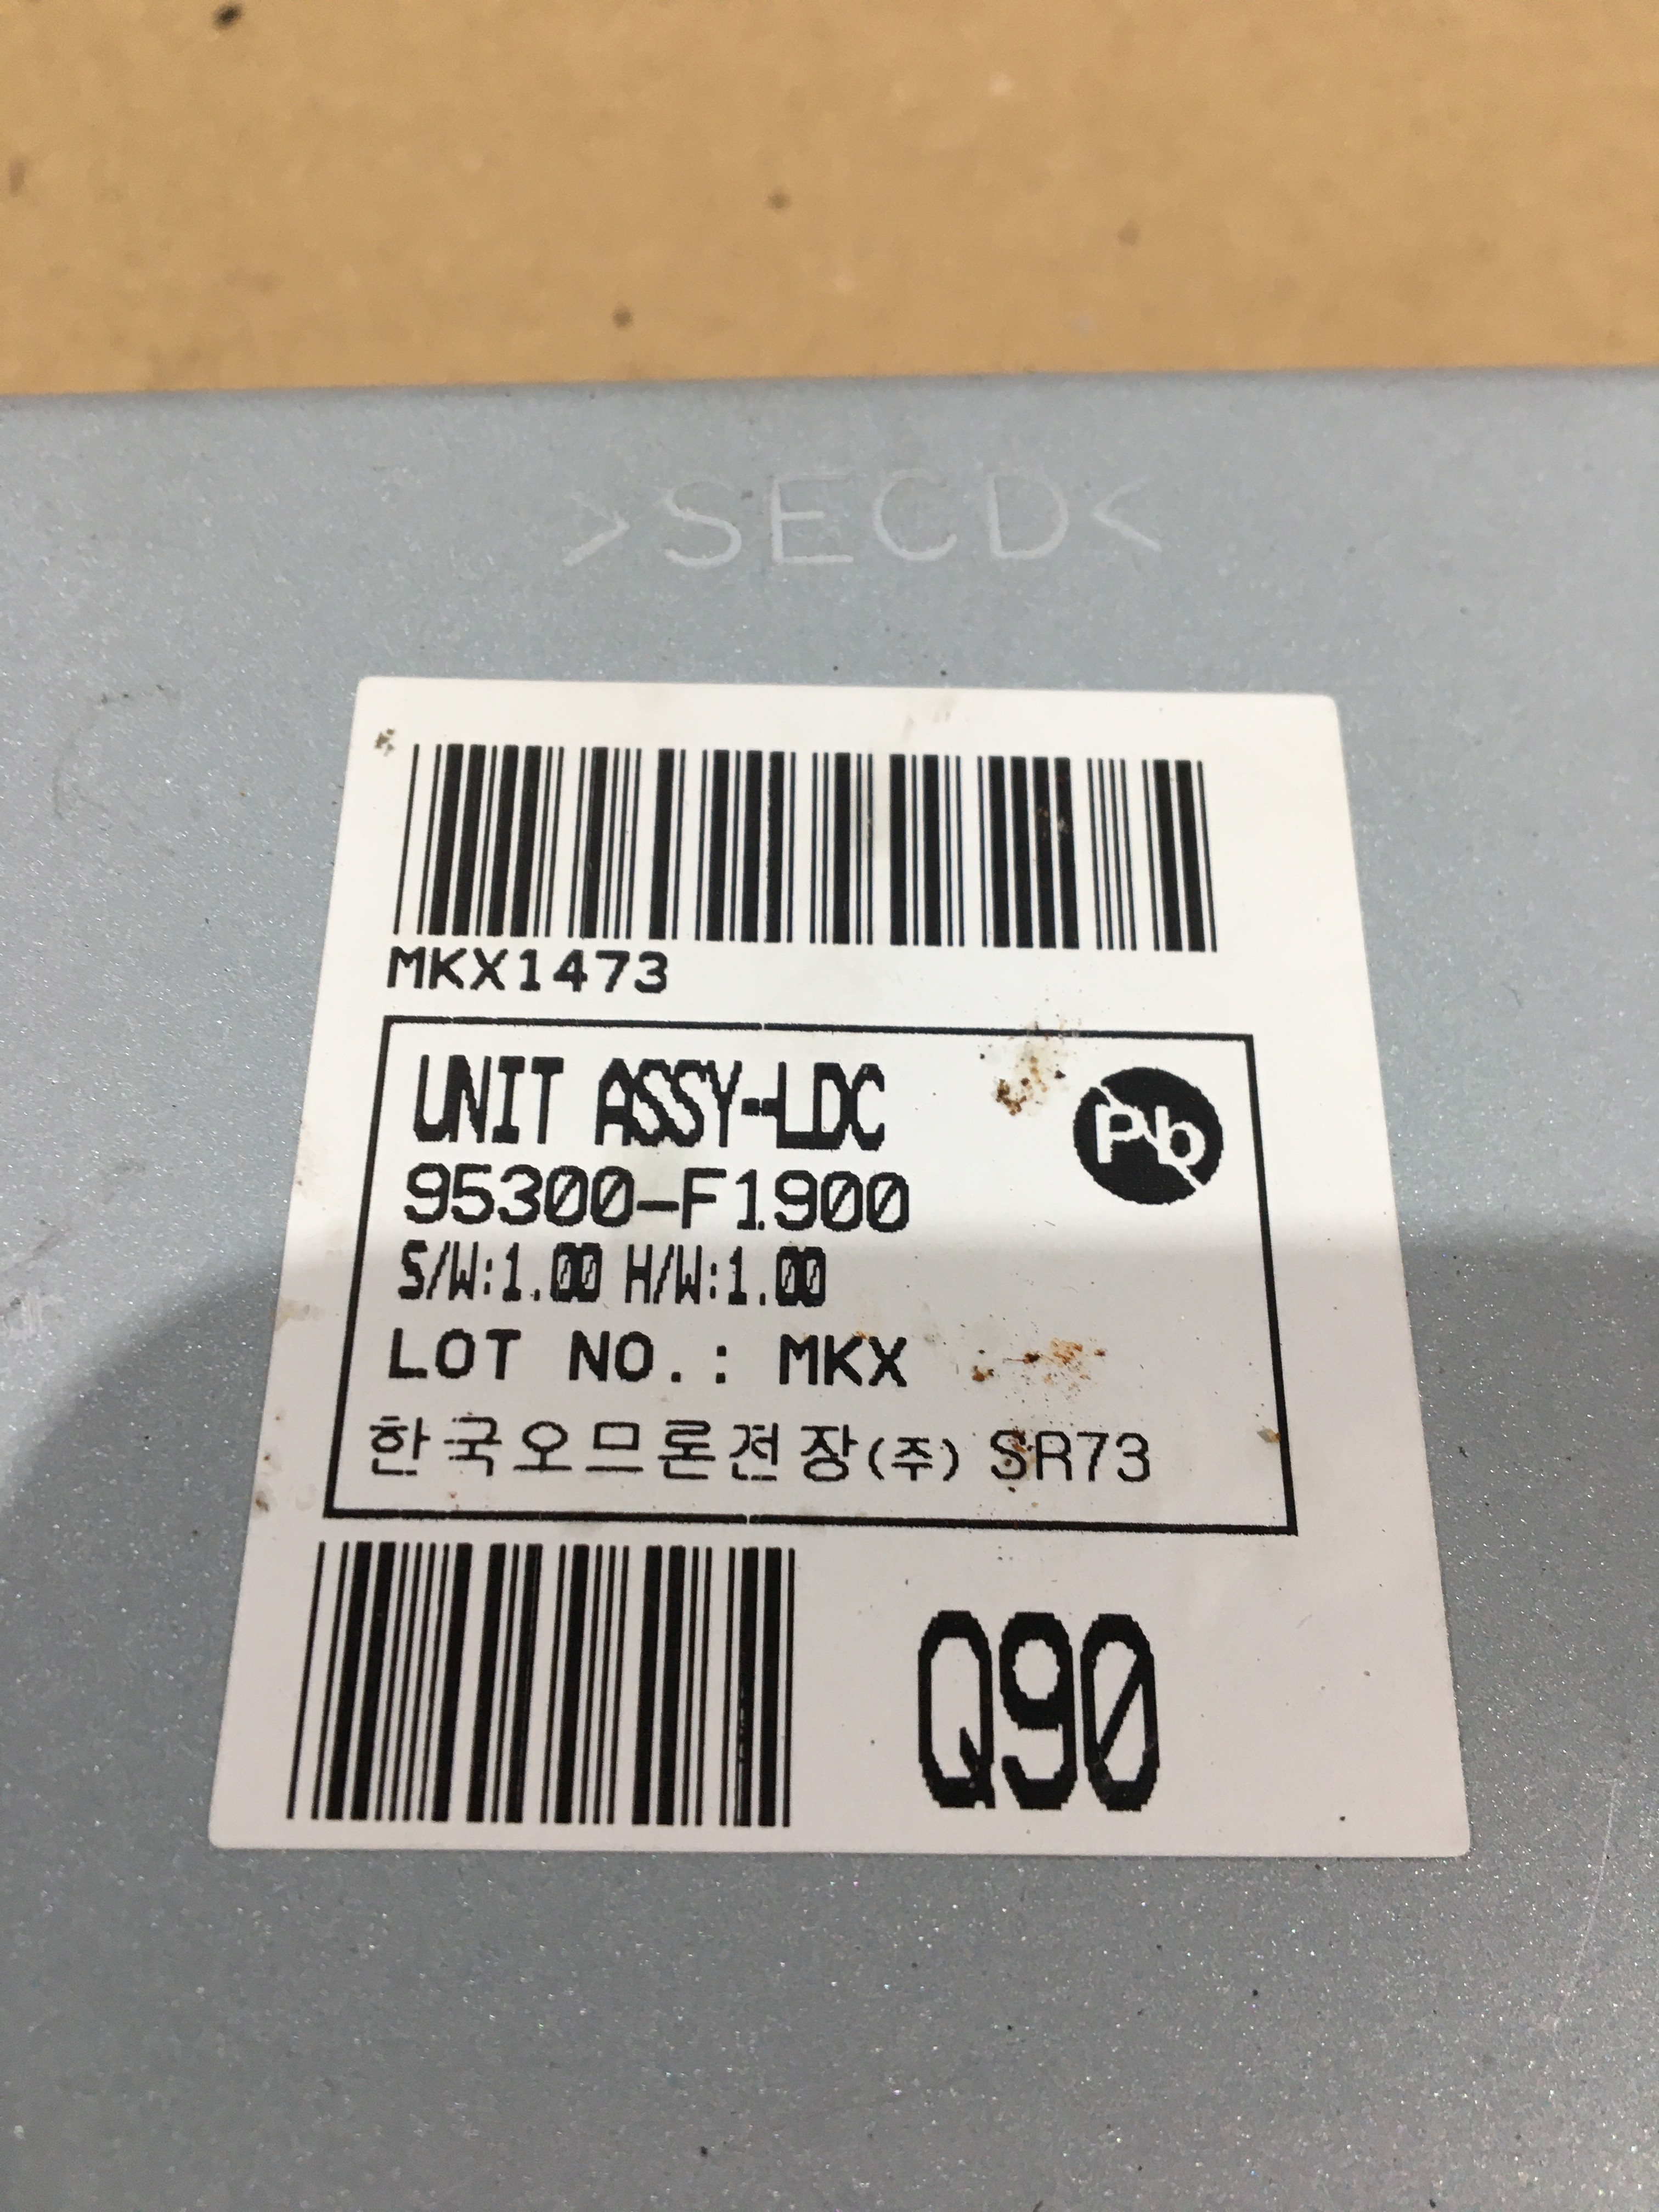 >SECD<
MKX1473
UNIT ASSY-LDC
Pb
95300-F1900
S/W:1.00 H/W:1.00
LOT NO.: MKX
한국오므론전장(주) SR73
Q90